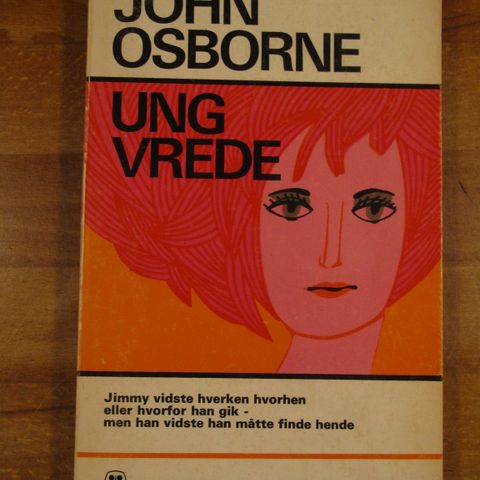 JOHN
OSBORNE
UNG
VREDE
Jimmy vidste hverken hvorhen
eller hvorfor han gik -
men han vidste han måtte finde hende